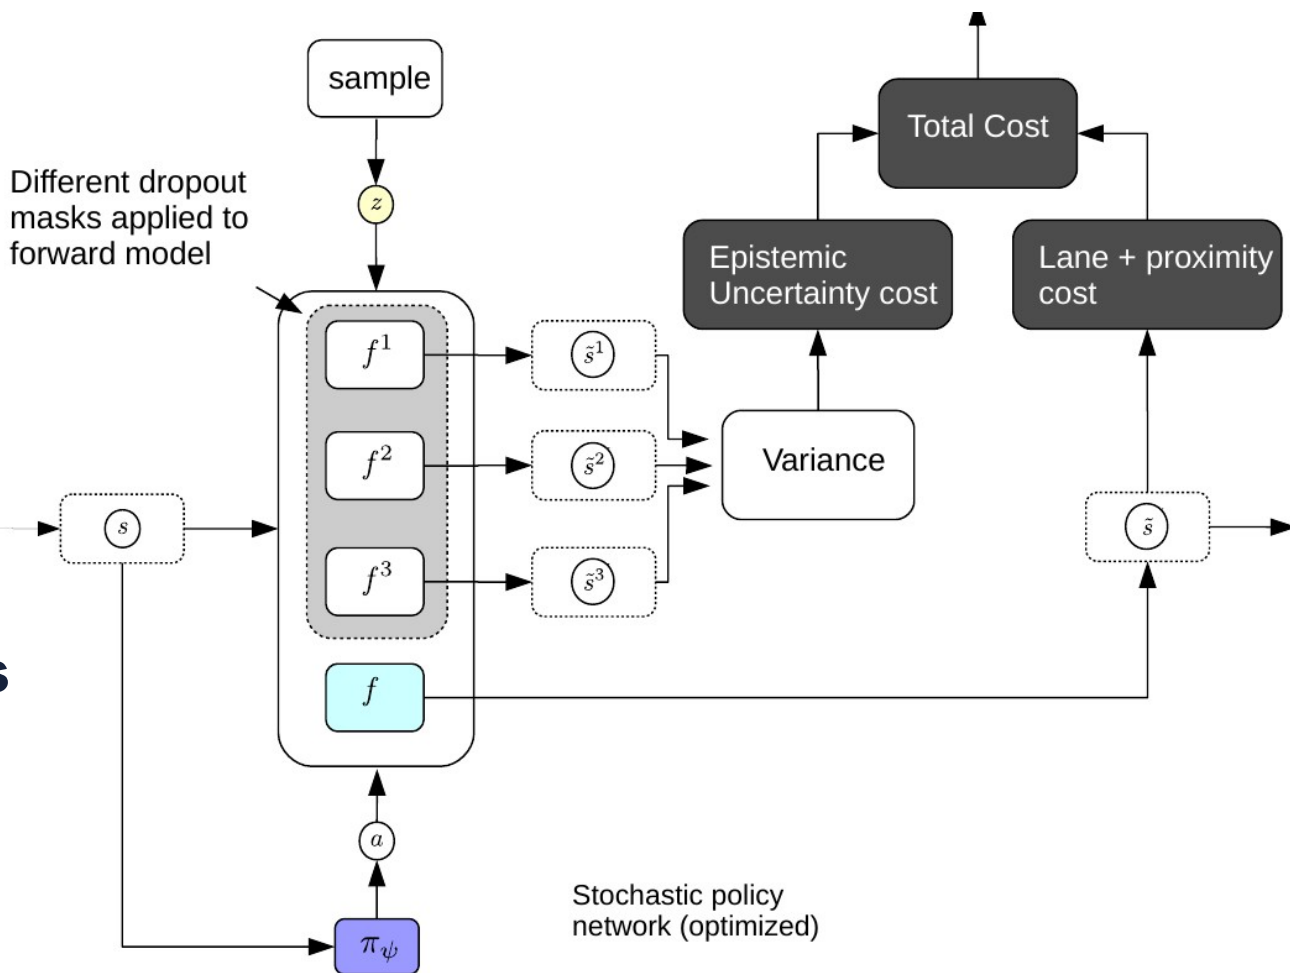 sample
Total Cost
z
Different dropout
masks applied to
forward model
Epistemic
Uncertainty cost
Lane + proximity
cost
f¹
s̃¹
f²
s̃²
Variance
s
s̃
f³
s̃³
s
f
a
Stochastic policy
network (optimized)
π_ψ